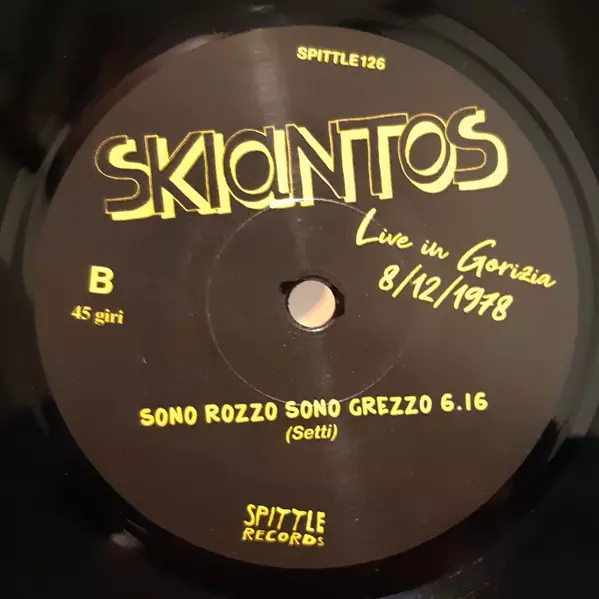 SPITTLE126
SKIANTOS
Live in Gorizia
8/12/1978
B
45 giri
SONO ROZZO SONO GREZZO 6.16
(Setti)
SPITTLE
RECORDS